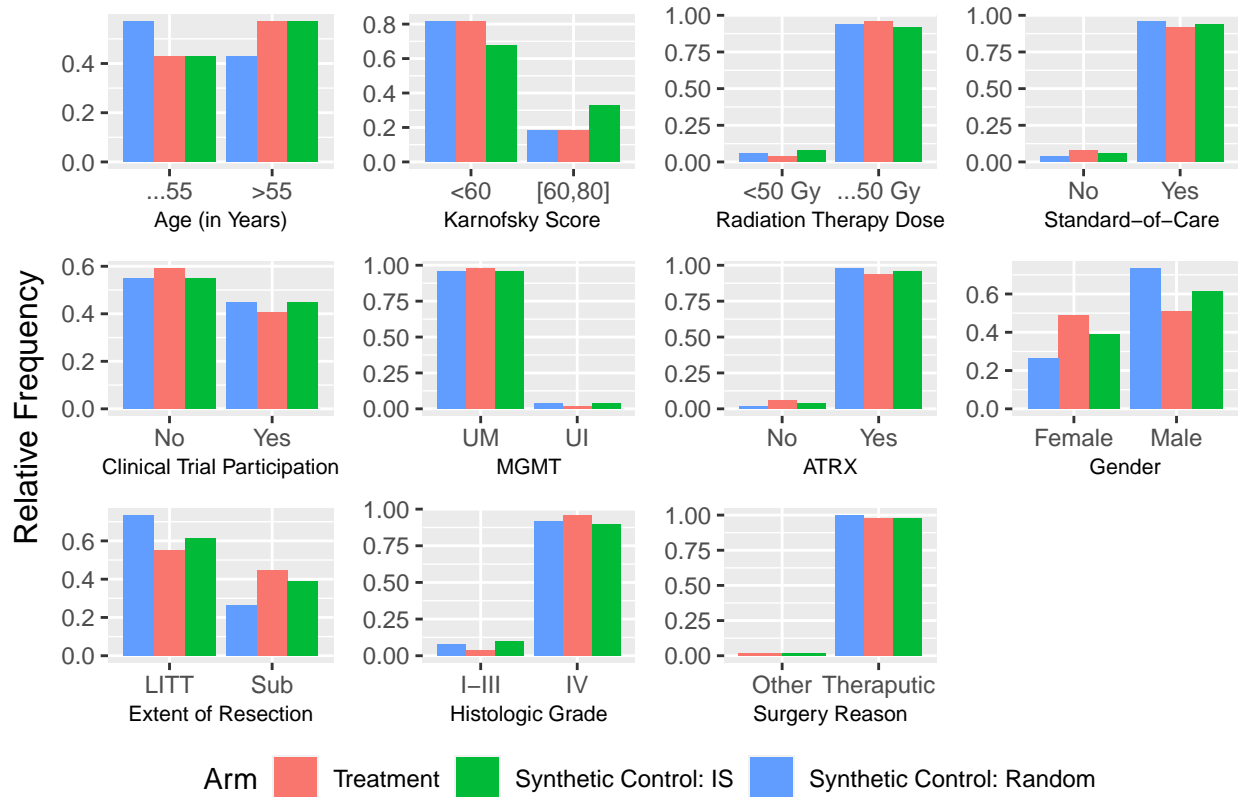 0.4
0.2
0.0
...55 >55
Age (in Years)
0.8
0.6
0.4
0.2
0.0
<60 [60,80]
Karnofsky Score
1.00
0.75
0.50
0.25
0.00
<50 Gy ...50 Gy
Radiation Therapy Dose
1.00
0.75
0.50
0.25
0.00
No Yes
Standard−of−Care
Relative Frequency
0.6
0.4
0.2
0.0
No Yes
Clinical Trial Participation
1.00
0.75
0.50
0.25
0.00
UM UI
MGMT
1.00
0.75
0.50
0.25
0.00
No Yes
ATRX
0.6
0.4
0.2
0.0
Female Male
Gender
0.6
0.4
0.2
0.0
LITT Sub
Extent of Resection
1.00
0.75
0.50
0.25
0.00
I−III IV
Histologic Grade
1.00
0.75
0.50
0.25
0.00
Other Theraputic
Surgery Reason
Arm Treatment Synthetic Control: IS Synthetic Control: Random